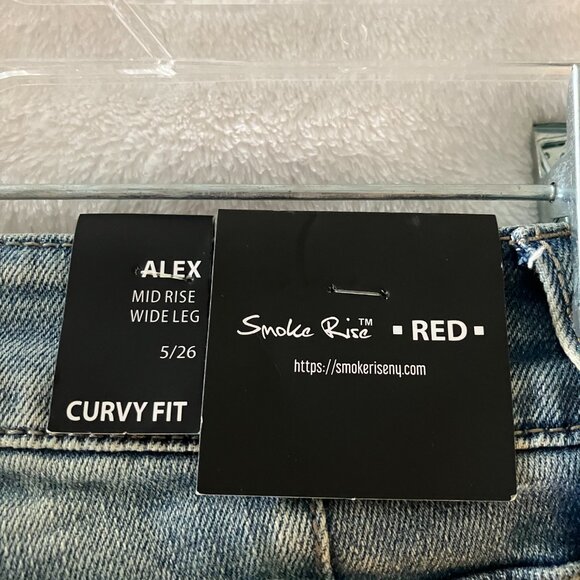 ALEX
MID RISE
WIDE LEG
5/26
CURVY FIT
Smoke Rise™ ▪ RED ▪
https://smokeriseny.com